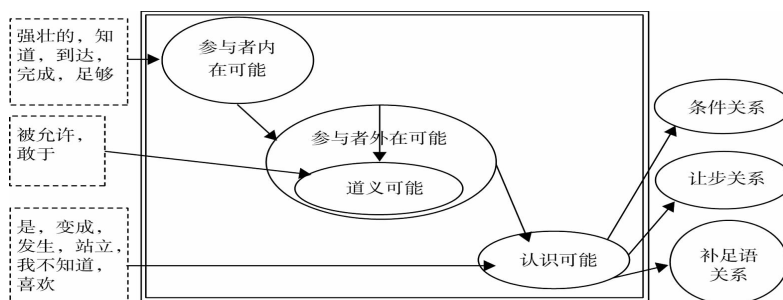 强壮的，知
道，到达，
完成，足够
参与者内
在可能
条件关系
被允许，
敢于
参与者外在可能
道义可能
让步关系
是，变成，
发生，站立，
我不知道，
喜欢
认识可能
补足语
关系